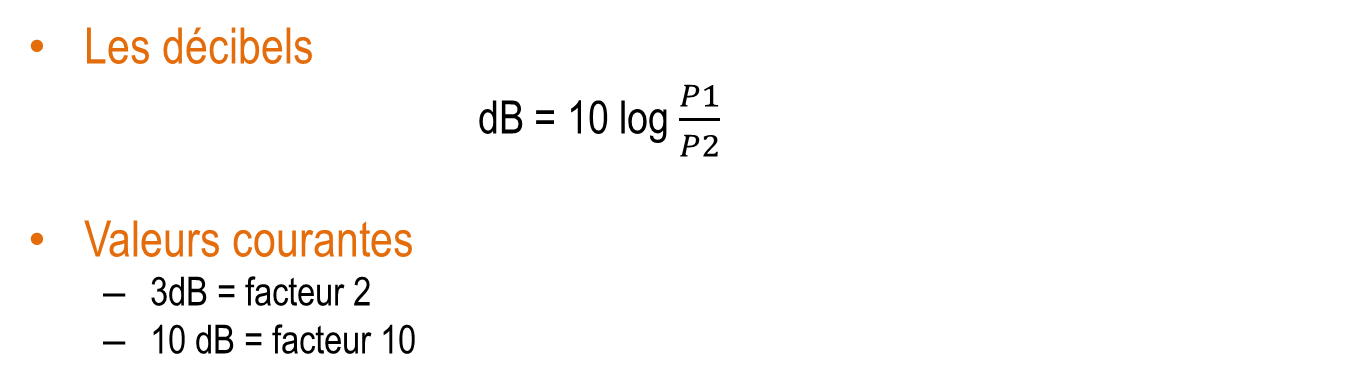 • Les décibels
dB = 10 log P1/P2
• Valeurs courantes
– 3dB = facteur 2
– 10 dB = facteur 10